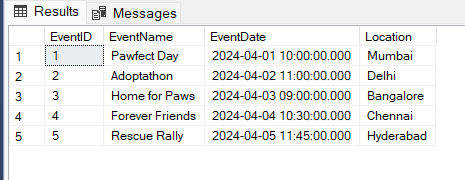 Results Messages
EventID EventName EventDate Location
1 1 Pawfect Day 2024-04-01 10:00:00.000 Mumbai
2 2 Adoptathon 2024-04-02 11:00:00.000 Delhi
3 3 Home for Paws 2024-04-03 09:00:00.000 Bangalore
4 4 Forever Friends 2024-04-04 10:30:00.000 Chennai
5 5 Rescue Rally 2024-04-05 11:45:00.000 Hyderabad